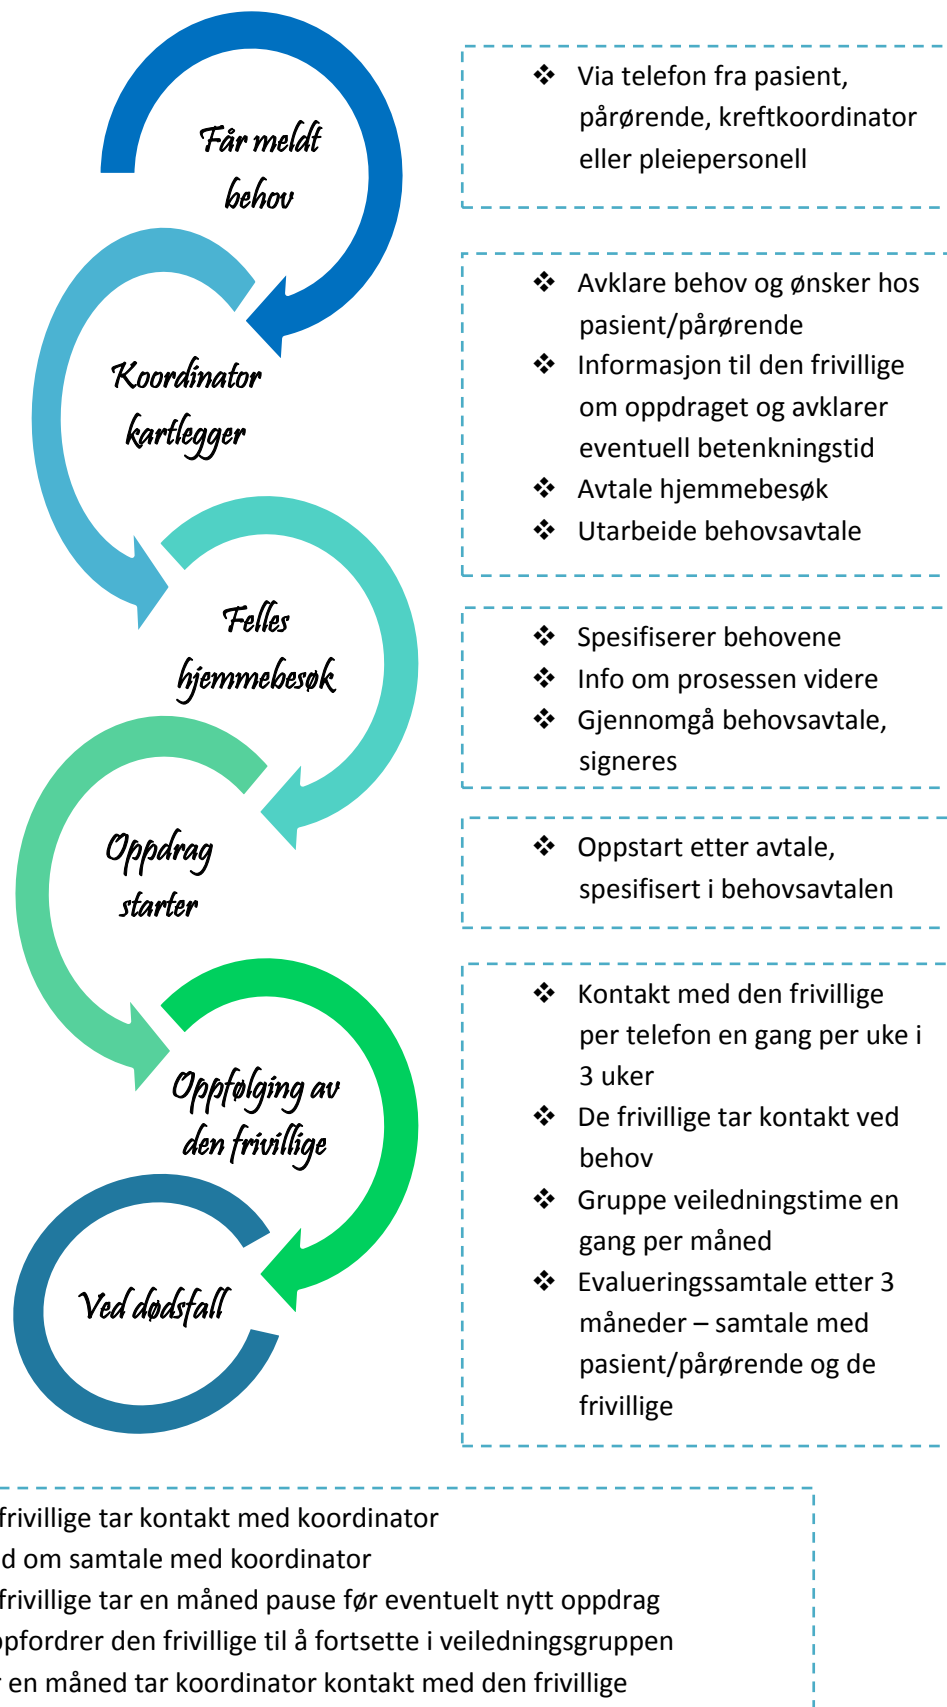 Får meldt
behov
❖ Via telefon fra pasient,
pårørende, kreftkoordinator
eller pleiepersonell
Koordinator
kartlegger
❖ Avklare behov og ønsker hos
pasient/pårørende
❖ Informasjon til den frivillige
om oppdraget og avklarer
eventuell betenkningstid
❖ Avtale hjemmebesøk
❖ Utarbeide behovsavtale
Felles
hjemmebesøk
❖ Spesifiserer behovene
❖ Info om prosessen videre
❖ Gjennomgå behovsavtale,
signeres
Oppdrag
starter
❖ Oppstart etter avtale,
spesifisert i behovsavtalen
Oppfølging av
den frivillige
❖ Kontakt med den frivillige
per telefon en gang per uke i
3 uker
❖ De frivillige tar kontakt ved
behov
❖ Gruppe veiledningstime en
gang per måned
❖ Evalueringssamtale etter 3
måneder – samtale med
pasient/pårørende og de
frivillige
Ved dødsfall
frivillige tar kontakt med koordinator
om samtale med koordinator
frivillige tar en måned pause før eventuelt nytt oppdrag
den frivillige til å fortsette i veiledningsgruppen
en måned tar koordinator kontakt med den frivillige